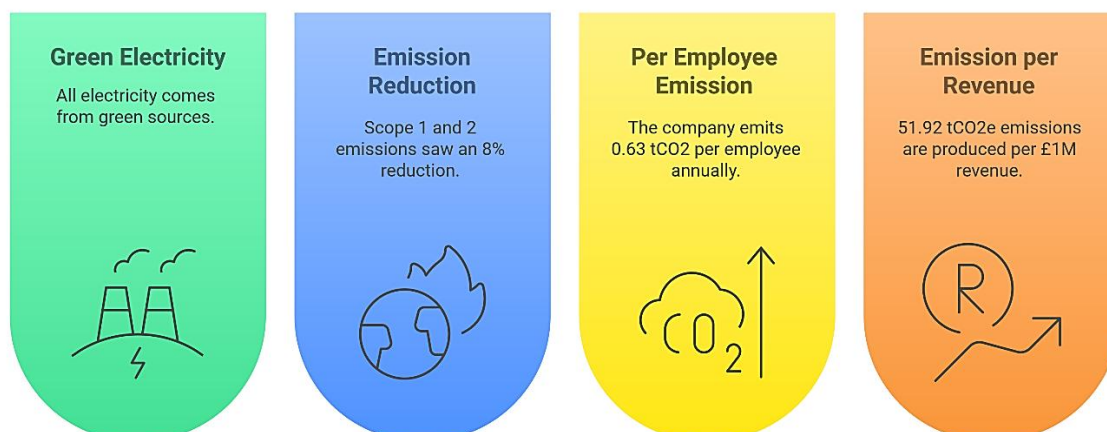 Green Electricity
All electricity comes
from green sources.
Emission
Reduction
Scope 1 and 2
emissions saw an 8%
reduction.
Per Employee
Emission
The company emits
0.63 tCO2 per employee
annually.
CO2
Emission per
Revenue
51.92 tCO2e emissions
are produced per £1M
revenue.
R